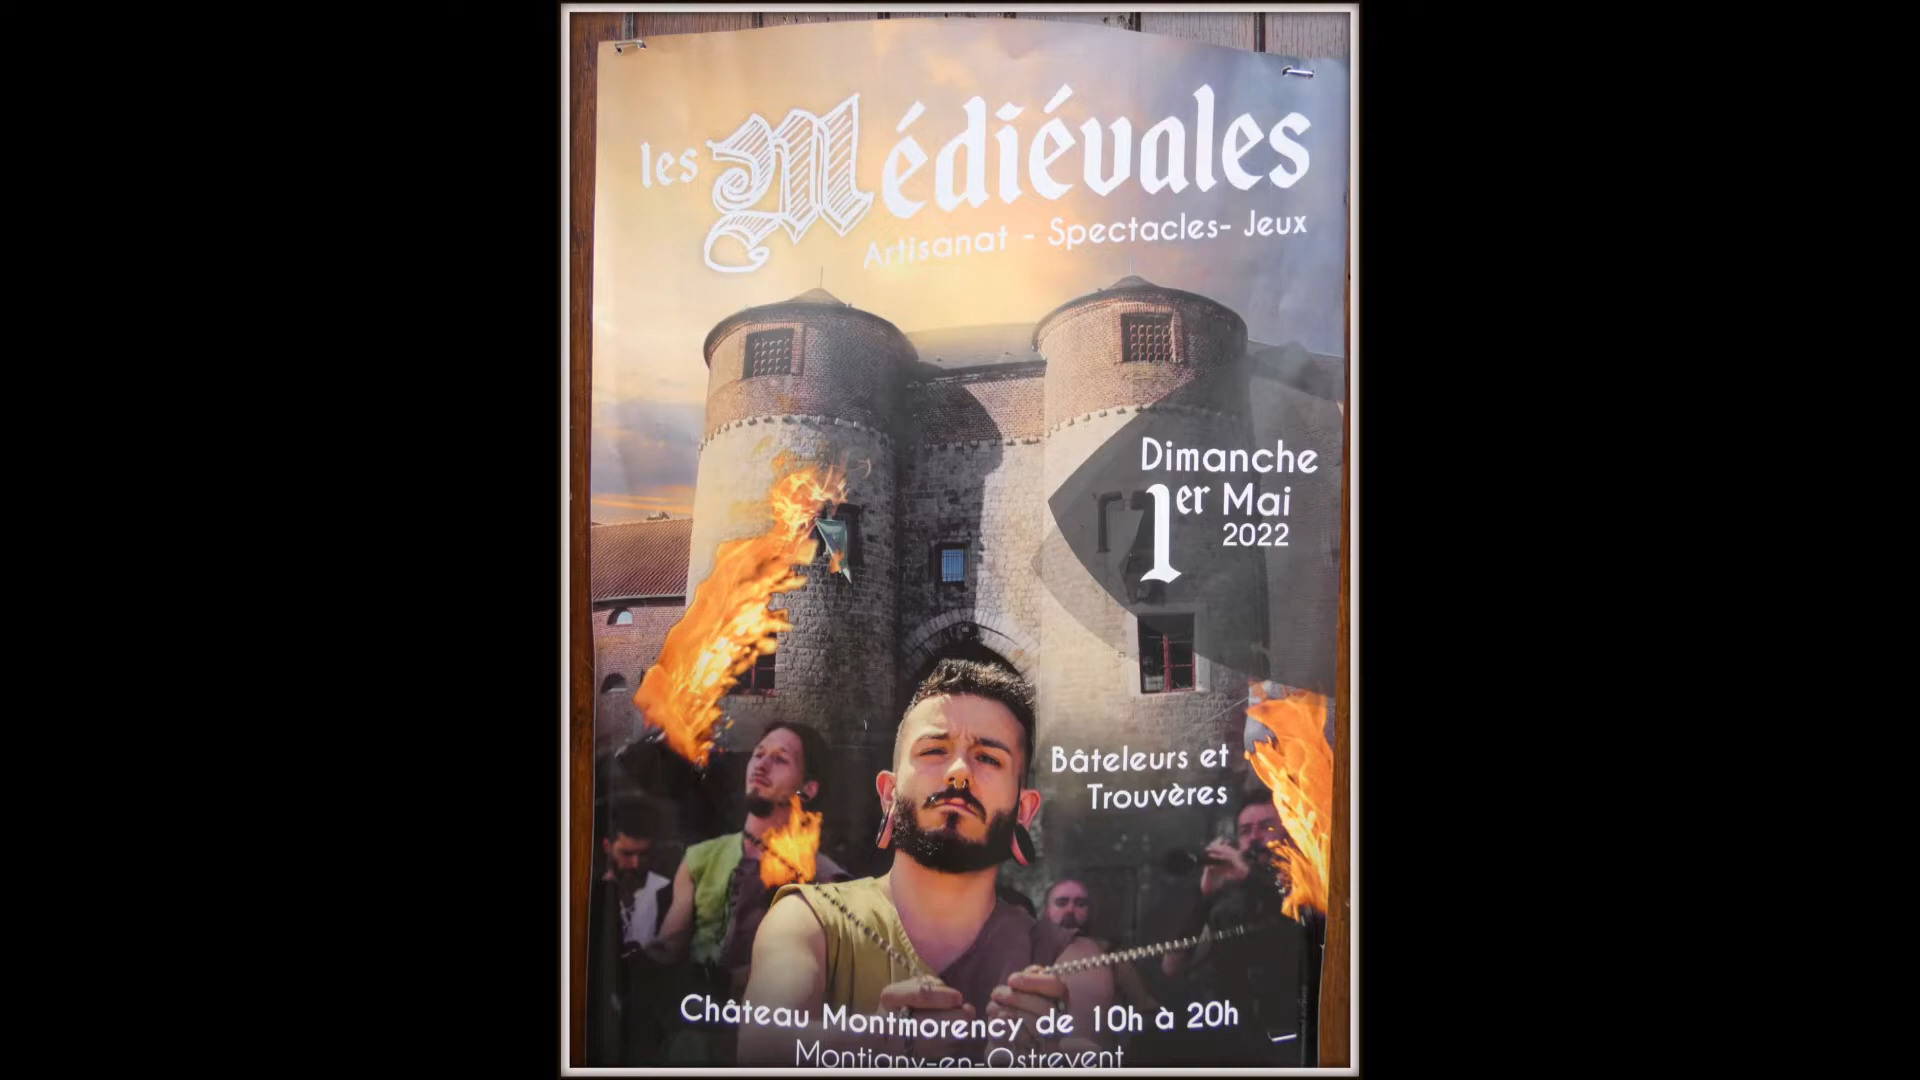 les Médiévales
Artisanat - Spectacles- Jeux
Dimanche
1er Mai
2022
Bâteleurs et
Trouvères
Château Montmorency de 10h à 20h
Montigny-en-Ostrevent